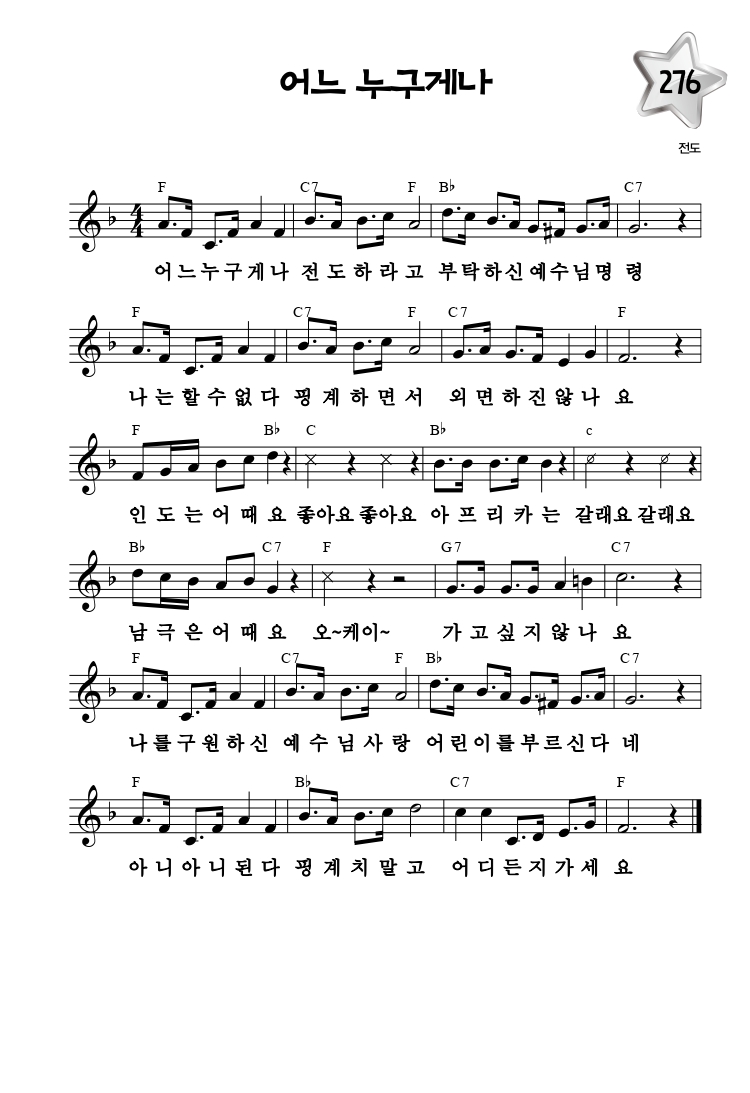 어느 누구게나
276
전도
F C7 F B♭ C7
4/4
어느누구게나 전도하라고 부탁하신예수님명 령
F C7 F C7 F
나는할수없다 핑계하면서 외면하진않나 요
F B♭ C B♭ c
인도는어때요 좋아요좋아요 아프리카는 갈래요갈래요
B♭ C7 F G7 C7
남극은어때요 오~케이~ 가고싶지않나 요
F C7 F B♭ C7
나를구원하신 예수님사랑 어린이를부르신다 네
F B♭ C7 F
아니아니된다 핑계치말고 어디든지가세 요